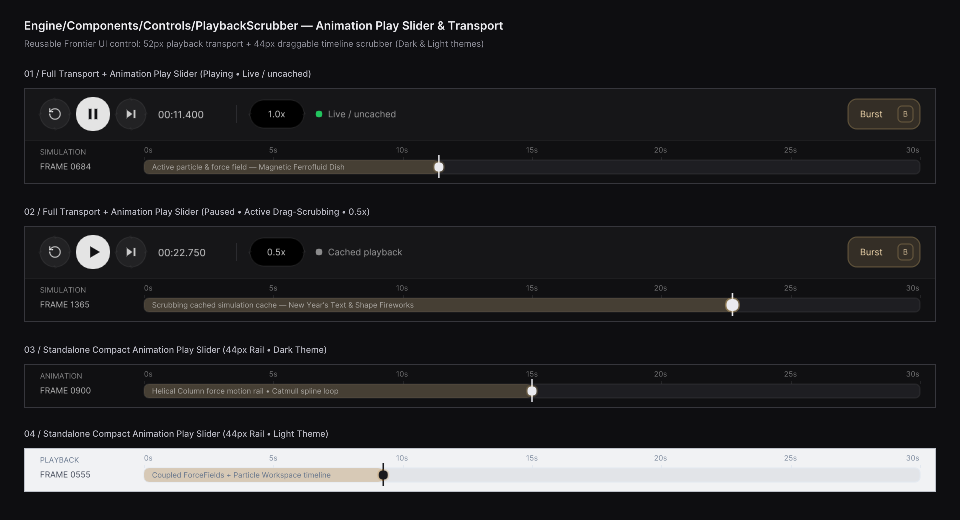 Engine/Components/Controls/PlaybackScrubber — Animation Play Slider & Transport
Reusable Frontier UI control: 52px playback transport + 44px draggable timeline scrubber (Dark & Light themes)
01 / Full Transport + Animation Play Slider (Playing • Live / uncached)
00:11.400 1.0x Live / uncached Burst B
SIMULATION 0s 5s 10s 15s 20s 25s 30s
FRAME 0684 Active particle & force field — Magnetic Ferrofluid Dish
02 / Full Transport + Animation Play Slider (Paused • Active Drag-Scrubbing • 0.5x)
00:22.750 0.5x Cached playback Burst B
SIMULATION 0s 5s 10s 15s 20s 25s 30s
FRAME 1365 Scrubbing cached simulation cache — New Year's Text & Shape Fireworks
03 / Standalone Compact Animation Play Slider (44px Rail • Dark Theme)
ANIMATION 0s 5s 10s 15s 20s 25s 30s
FRAME 0900 Helical Column force motion rail • Catmull spline loop
04 / Standalone Compact Animation Play Slider (44px Rail • Light Theme)
PLAYBACK 0s 5s 10s 15s 20s 25s 30s
FRAME 0555 Coupled ForceFields + Particle Workspace timeline